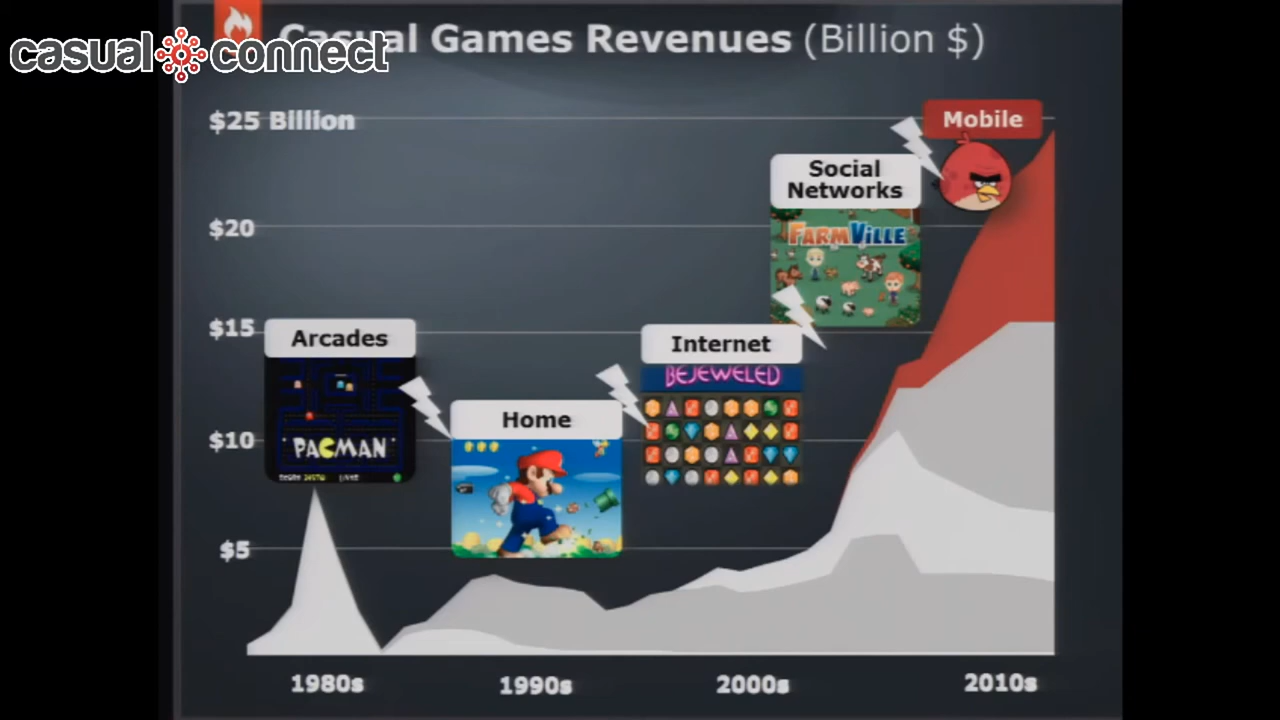 casual connect
Casual Games Revenues (Billion $)
$25 Billion
Mobile
Social
Networks
$20
FARMVILLE
$15
Arcades
Internet
BEJEWELED
Home
$10
PACMAN
$5
1980s
1990s
2000s
2010s